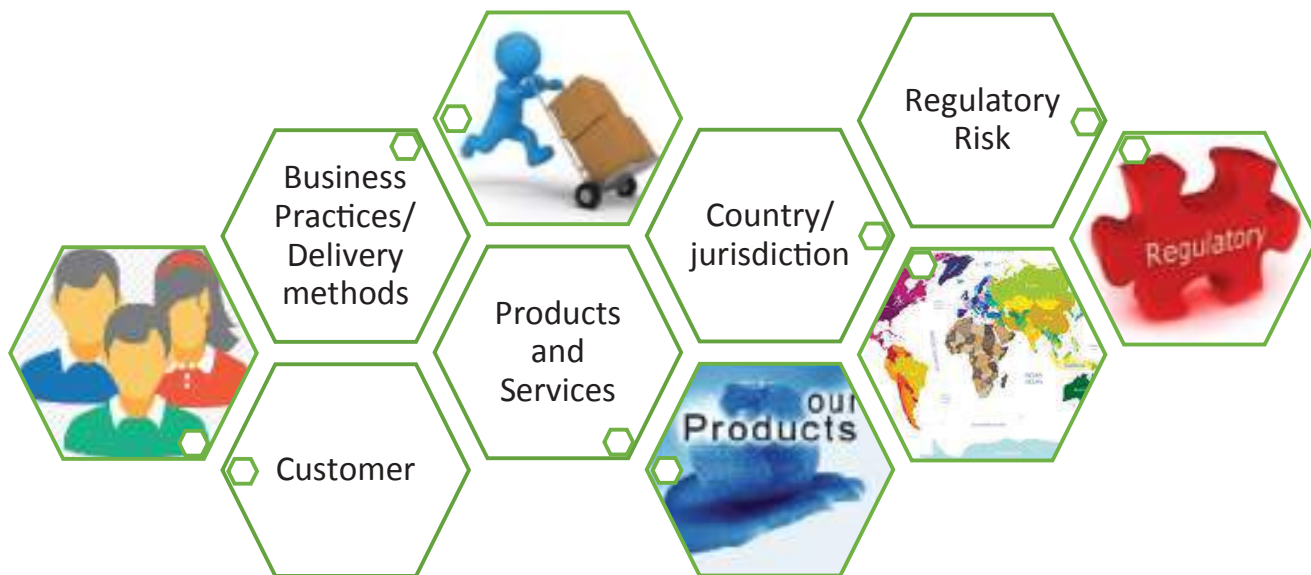 Business
Practices/
Delivery
methods
Customer
Products
and
Services
our
Products
Country/
jurisdiction
Regulatory
Risk
Regulatory